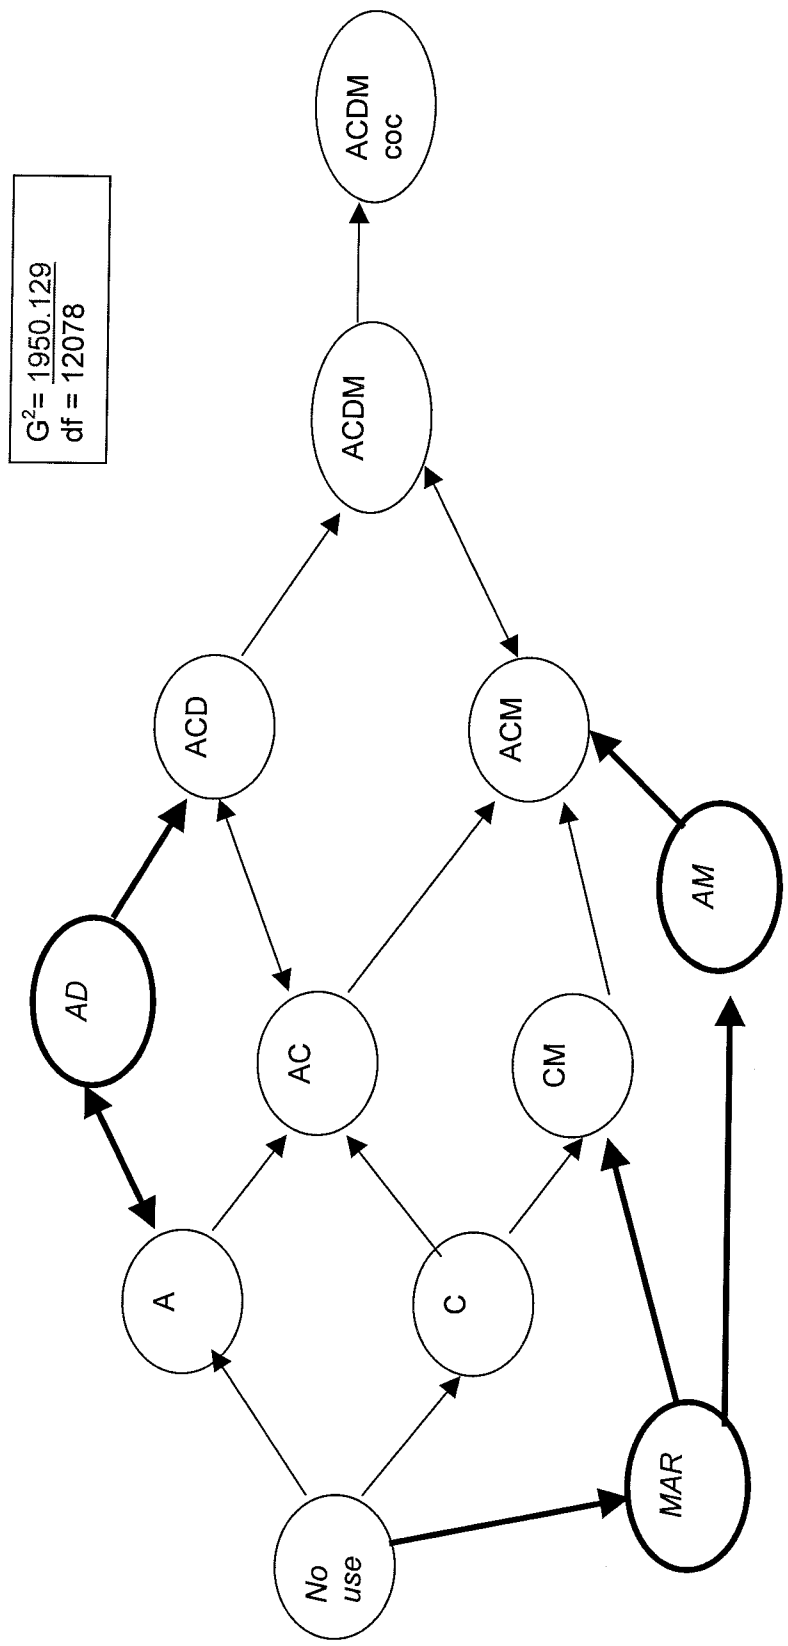 G²= 1950.129
df = 12078
No
use
A
C
MAR
AD
AC
CM
AM
ACD
ACM
ACDM
ACDM
coc